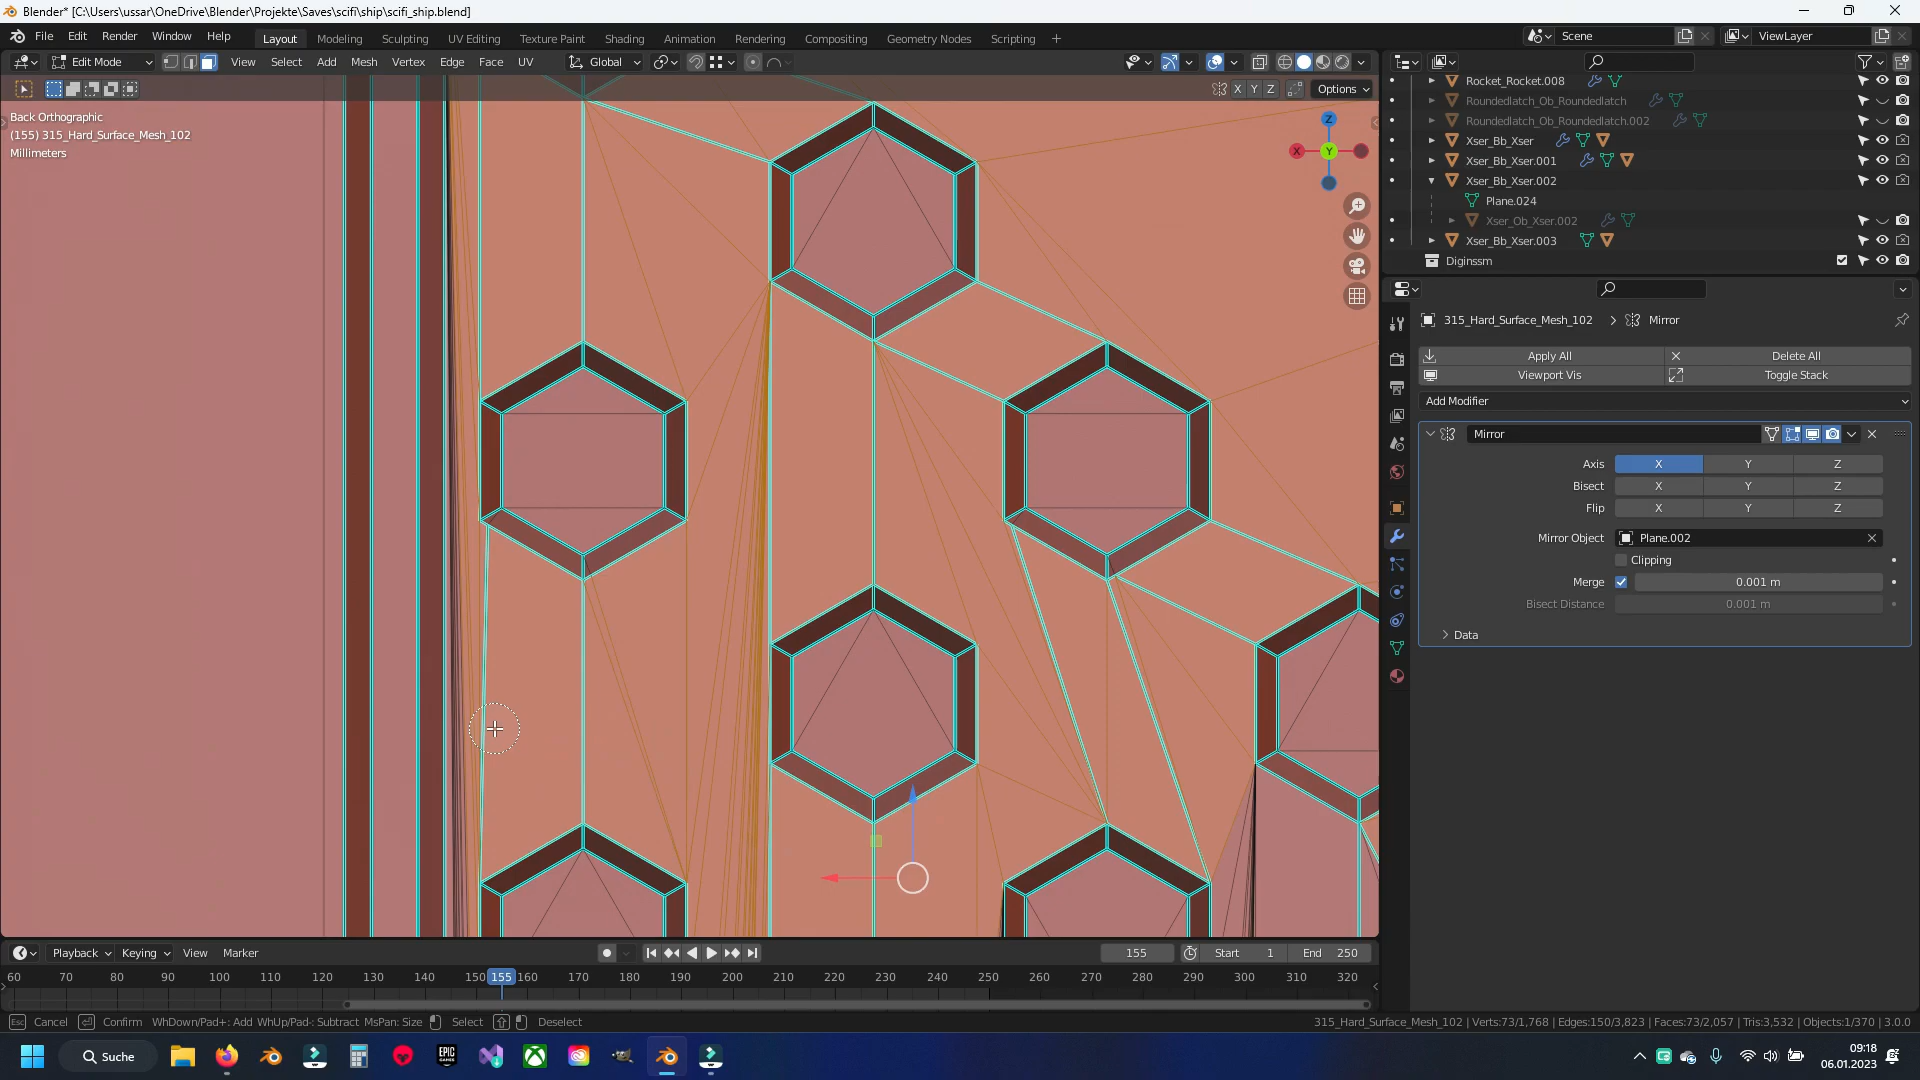 Blender* [C:\Users\ussar\OneDrive\Blender\Projekte\Saves\scifi\ship\scifi_ship.blend]
File Edit Render Window Help Layout Modeling Sculpting UV Editing Texture Paint Shading Animation Rendering Compositing Geometry Nodes Scripting + Scene ViewLayer
Edit Mode View Select Add Mesh Vertex Edge Face UV Global
X Y Z Options
Back Orthographic
(155) 315_Hard_Surface_Mesh_102
Millimeters
Z
X Y
Rocket_Rocket.008
Roundedlatch_Ob_Roundedlatch
Roundedlatch_Ob_Roundedlatch.002
Xser_Bb_Xser
Xser_Bb_Xser.001
Xser_Bb_Xser.002
Plane.024
Xser_Ob_Xser.002
Xser_Bb_Xser.003
Diginssm
315_Hard_Surface_Mesh_102 > Mirror
Apply All Delete All
Viewport Vis Toggle Stack
Add Modifier
Mirror
Axis X Y Z
Bisect X Y Z
Flip X Y Z
Mirror Object Plane.002
Clipping
Merge 0.001 m
Bisect Distance 0.001 m
Data
Playback Keying View Marker 155 Start 1 End 250
60 70 80 90 100 110 120 130 140 150 155 160 170 180 190 200 210 220 230 240 250 260 270 280 290 300 310 320
Esc Cancel Confirm WhDown/Pad+: Add WhUp/Pad-: Subtract MsPan: Size Select Deselect 315_Hard_Surface_Mesh_102 | Verts:73/1,768 | Edges:150/3,823 | Faces:73/2,057 | Tris:3,532 | Objects:1/370 | 3.0.0
Suche EPIC GAMES 09:18
06.01.2023